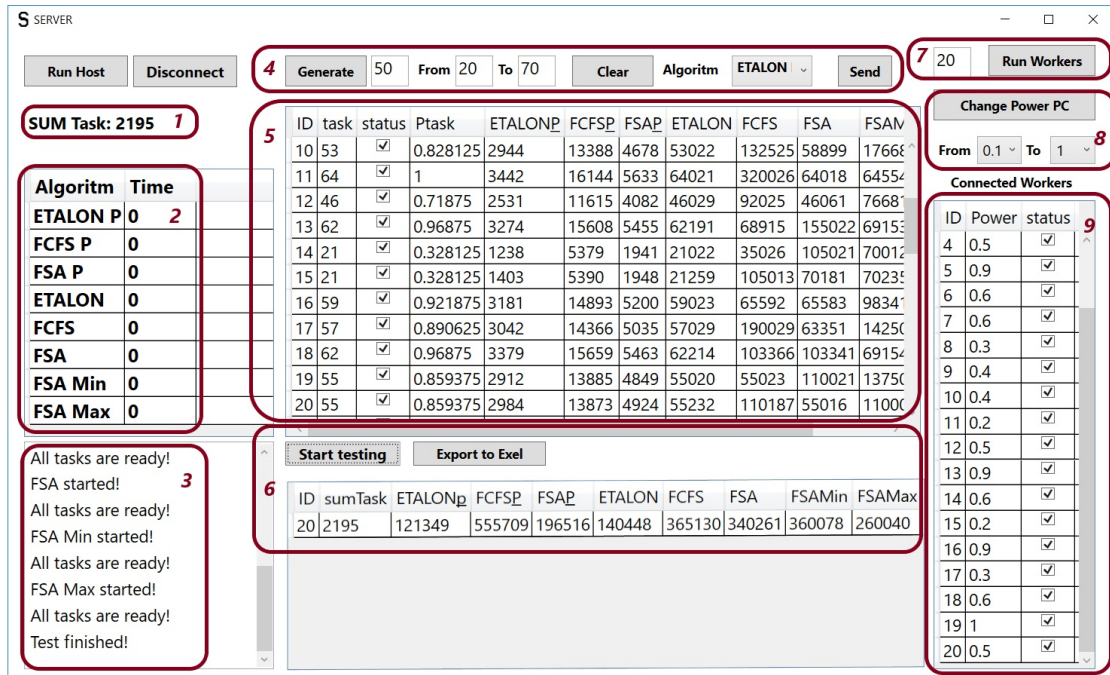 S SERVER
Run Host Disconnect 4 Generate 50 From 20 To 70 Clear Algoritm ETALON Send 7 20 Run Workers
SUM Task: 2195 1
Algoritm Time
ETALON P 0 2
FCFS P 0
FSA P 0
ETALON 0
FCFS 0
FSA 0
FSA Min 0
FSA Max 0
All tasks are ready!
FSA started! 3
All tasks are ready!
FSA Min started!
All tasks are ready!
FSA Max started!
All tasks are ready!
Test finished!
5
ID task status Ptask ETALONP FCFSP FSAP ETALON FCFS FSA FSAM
10 53 0.828125 2944 13388 4678 53022 132525 58899 17668
11 64 1 3442 16144 5633 64021 320026 64018 64554
12 46 0.71875 2531 11615 4082 46029 92025 46061 76687
13 62 0.96875 3274 15608 5455 62191 68915 155022 69153
14 21 0.328125 1238 5379 1941 21022 35026 105021 70012
15 21 0.328125 1403 5390 1948 21259 105013 70181 70235
16 59 0.921875 3181 14893 5200 59023 65592 65583 98341
17 57 0.890625 3042 14366 5035 57029 190029 63351 14250
18 62 0.96875 3379 15659 5463 62214 103366 103341 69154
19 55 0.859375 2912 13885 4849 55020 55023 110021 13750
20 55 0.859375 2984 13873 4924 55232 110187 55016 11000
Start testing Export to Exel
6
ID sumTask ETALONp FCFSP FSAP ETALON FCFS FSA FSAMin FSAMax
20 2195 121349 555709 196516 140448 365130 340261 360078 260040
Change Power PC
From 0.1 To 1 8
Connected Workers
ID Power status 9
4 0.5
5 0.9
6 0.6
7 0.6
8 0.3
9 0.4
10 0.4
11 0.2
12 0.5
13 0.9
14 0.6
15 0.2
16 0.9
17 0.3
18 0.6
19 1
20 0.5